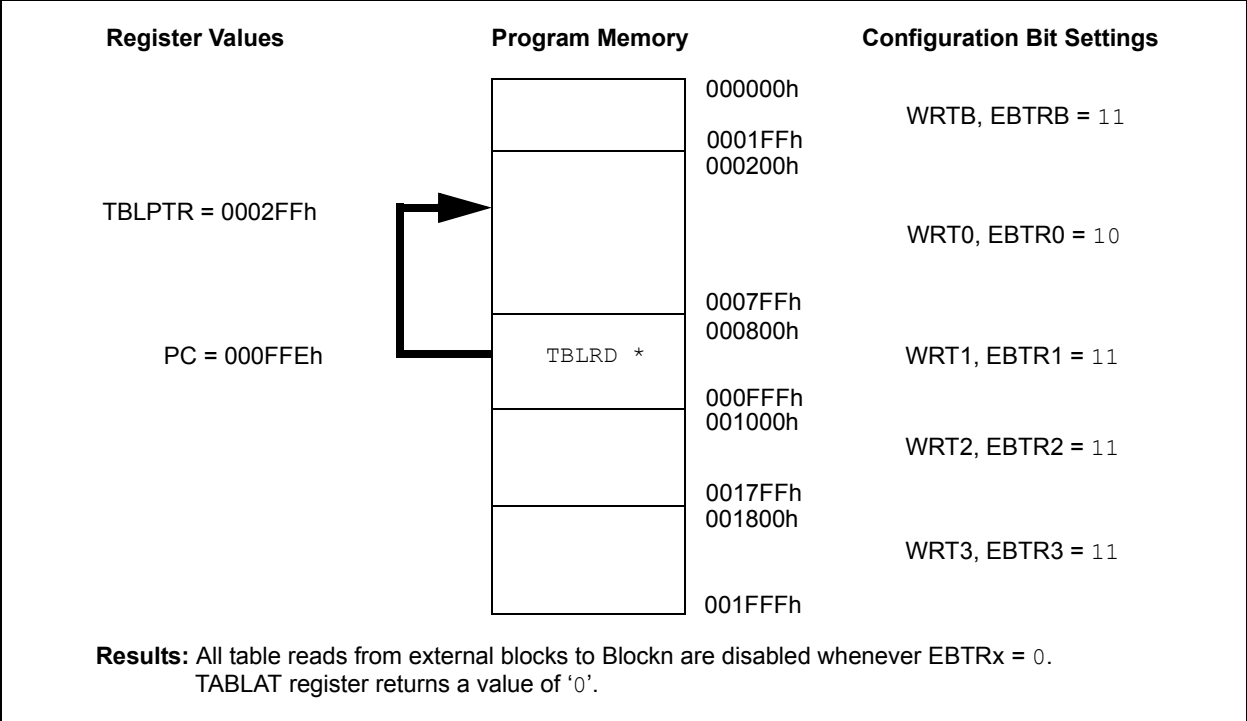 Register Values
Program Memory
Configuration Bit Settings
000000h
WRTB, EBTRB = 11
0001FFh
000200h
TBLPTR = 0002FFh
WRT0, EBTR0 = 10
0007FFh
000800h
PC = 000FFEh
TBLRD *
WRT1, EBTR1 = 11
000FFFh
001000h
WRT2, EBTR2 = 11
0017FFh
001800h
WRT3, EBTR3 = 11
001FFFh
Results: All table reads from external blocks to Blockn are disabled whenever EBTRx = 0.
TABLAT register returns a value of ‘0’.